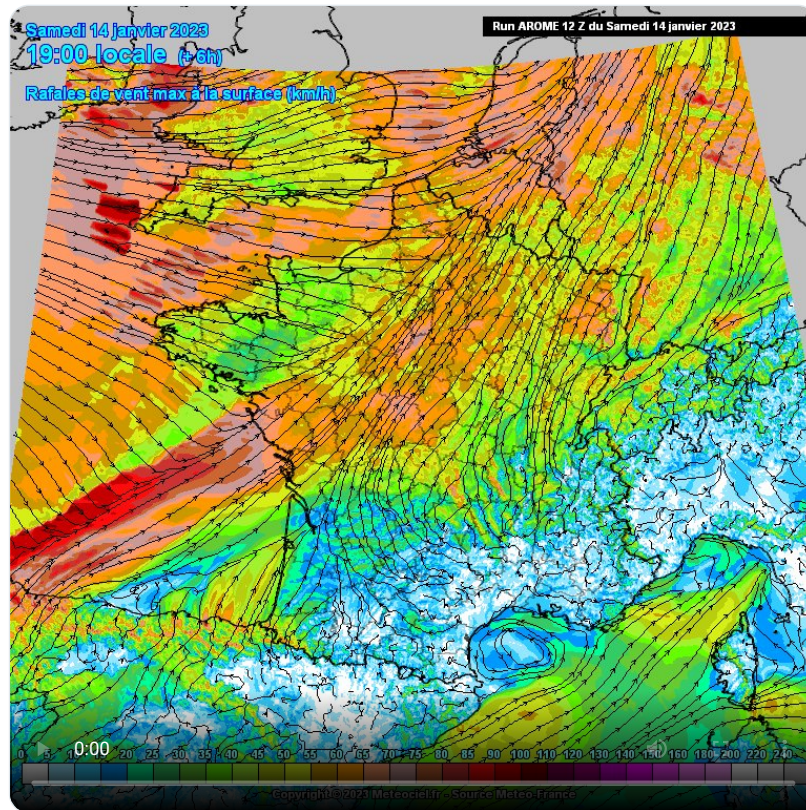 Samedi 14 janvier 2023
Run AROME 12 Z du Samedi 14 janvier 2023
19:00 locale (+ 6h)
Rafales de vent max à la surface (km/h)
0:00
0 5 10 15 20 25 30 35 40 45 50 55 60 65 70 75 80 85 90 95 100 110 120 130 140 150 160 180 200 220 240
Copyright © 2023 Meteociel.fr - Source Meteo-France